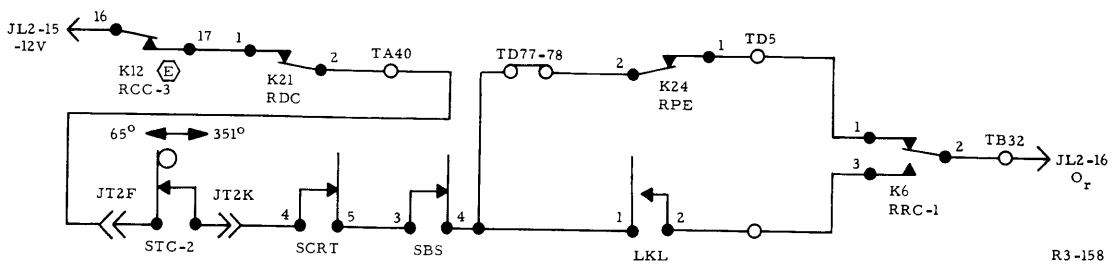 JL2-15
-12V
16
17
1
2
K12
E
RCC-3
K21
RDC
TA40
TD77-78
2
1
TD5
K24
RPE
65° 351°
JT2F
JT2K
STC-2
4
5
SCRT
3
4
SBS
1
2
LKL
1
3
2
K6
RRC-1
TB32
JL2-16
Or
R3-158